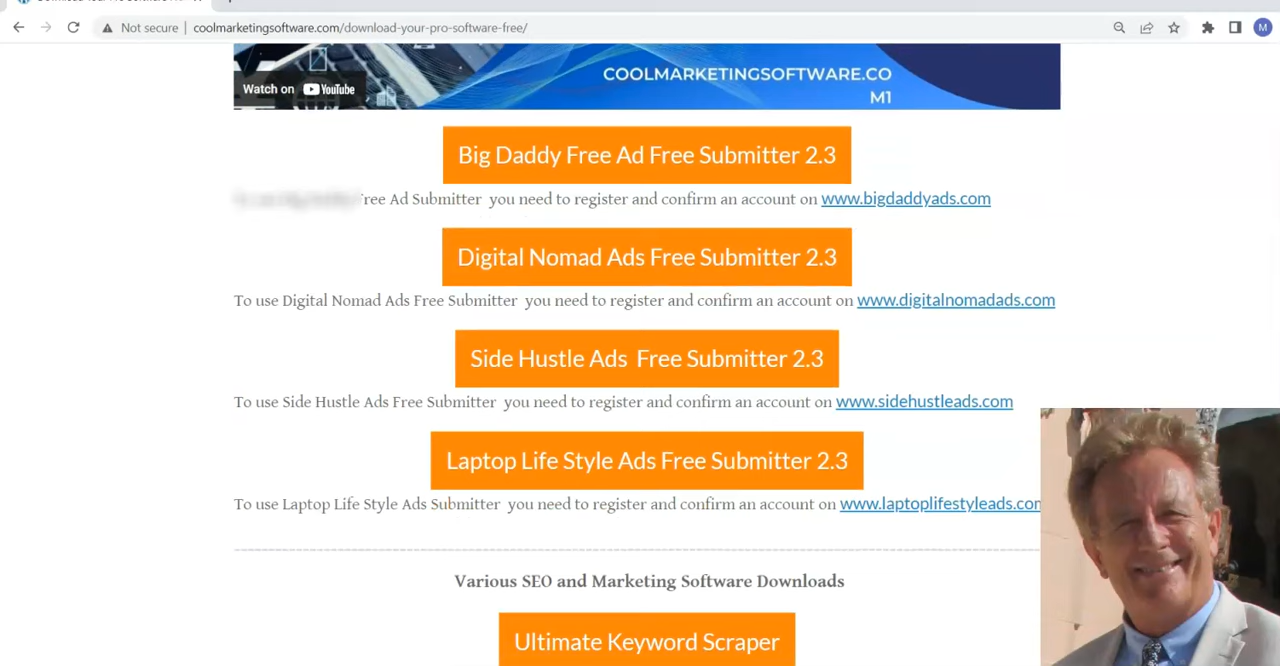 Not secure | coolmarketingsoftware.com/download-your-pro-software-free/
M
Watch on YouTube
COOLMARKETINGSOFTWARE.CO
M1
Big Daddy Free Ad Free Submitter 2.3
Free Ad Submitter you need to register and confirm an account on www.bigdaddyads.com
Digital Nomad Ads Free Submitter 2.3
To use Digital Nomad Ads Free Submitter you need to register and confirm an account on www.digitalnomadads.com
Side Hustle Ads Free Submitter 2.3
To use Side Hustle Ads Free Submitter you need to register and confirm an account on www.sidehustleads.com
Laptop Life Style Ads Free Submitter 2.3
To use Laptop Life Style Ads Submitter you need to register and confirm an account on www.laptoplifestyleads.com
Various SEO and Marketing Software Downloads
Ultimate Keyword Scraper